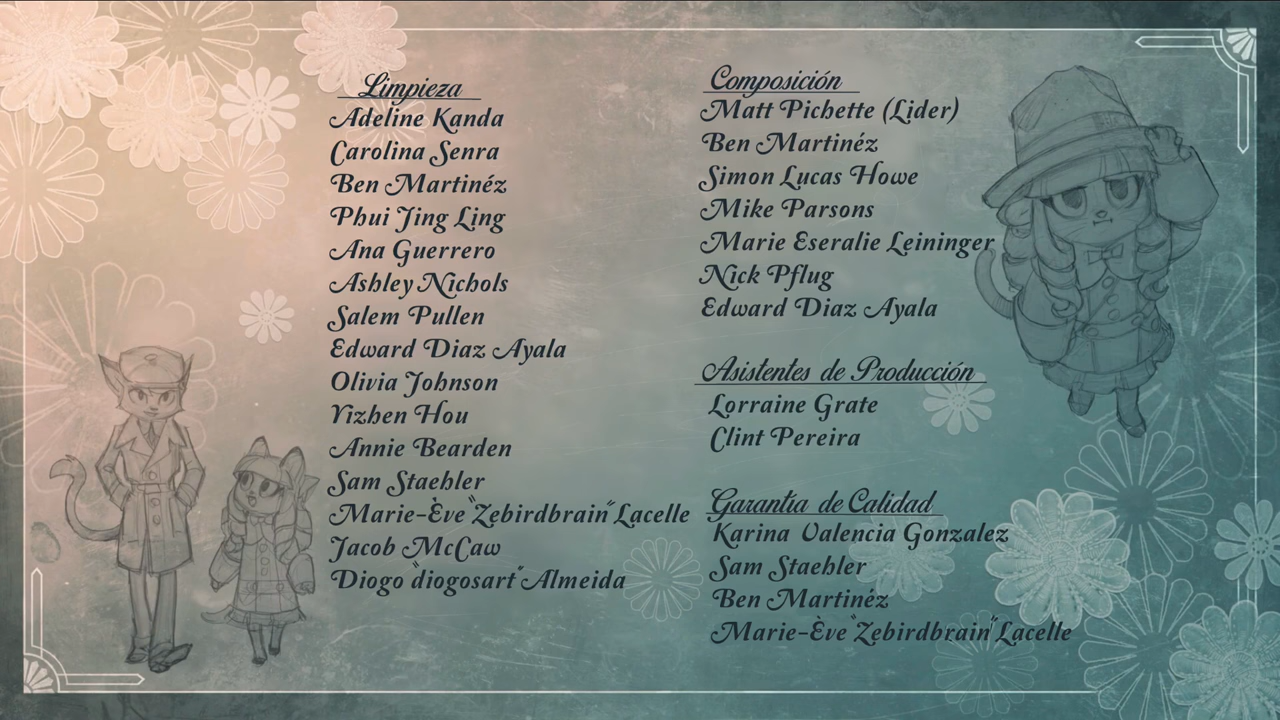 Limpieza
Adeline Kanda
Carolina Senra
Ben Martinéz
Phui Jing Ling
Ana Guerrero
Ashley Nichols
Salem Pullen
Edward Diaz Ayala
Olivia Johnson
Yizhen Hou
Annie Bearden
Sam Staehler
Marie-Ève "Zebirdbrain" Lacelle
Jacob McCaw
Diogo "diogosart" Almeida
Composición
Matt Pichette (Lider)
Ben Martinéz
Simon Lucas Howe
Mike Parsons
Marie Eseralie Leininger
Nick Pflug
Edward Diaz Ayala
Asistentes de Producción
Lorraine Grate
Clint Pereira
Garantía de Calidad
Karina Valencia Gonzalez
Sam Staehler
Ben Martinéz
Marie-Ève "Zebirdbrain" Lacelle